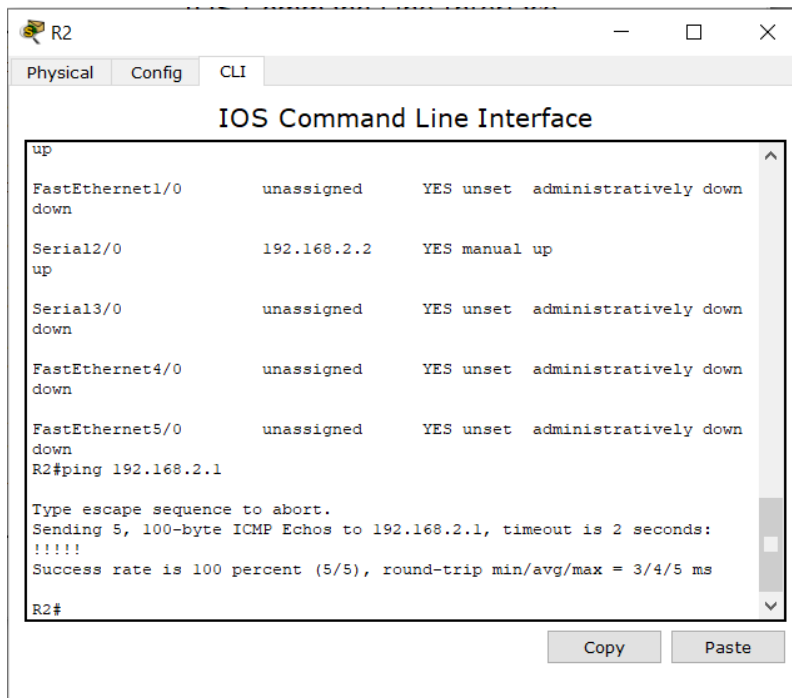 R2
Physical Config CLI
IOS Command Line Interface
up
FastEthernet1/0 unassigned YES unset administratively down
down
Serial2/0 192.168.2.2 YES manual up
up
Serial3/0 unassigned YES unset administratively down
down
FastEthernet4/0 unassigned YES unset administratively down
down
FastEthernet5/0 unassigned YES unset administratively down
down
R2#ping 192.168.2.1
Type escape sequence to abort.
Sending 5, 100-byte ICMP Echos to 192.168.2.1, timeout is 2 seconds:
!!!!!
Success rate is 100 percent (5/5), round-trip min/avg/max = 3/4/5 ms
R2#
Copy Paste